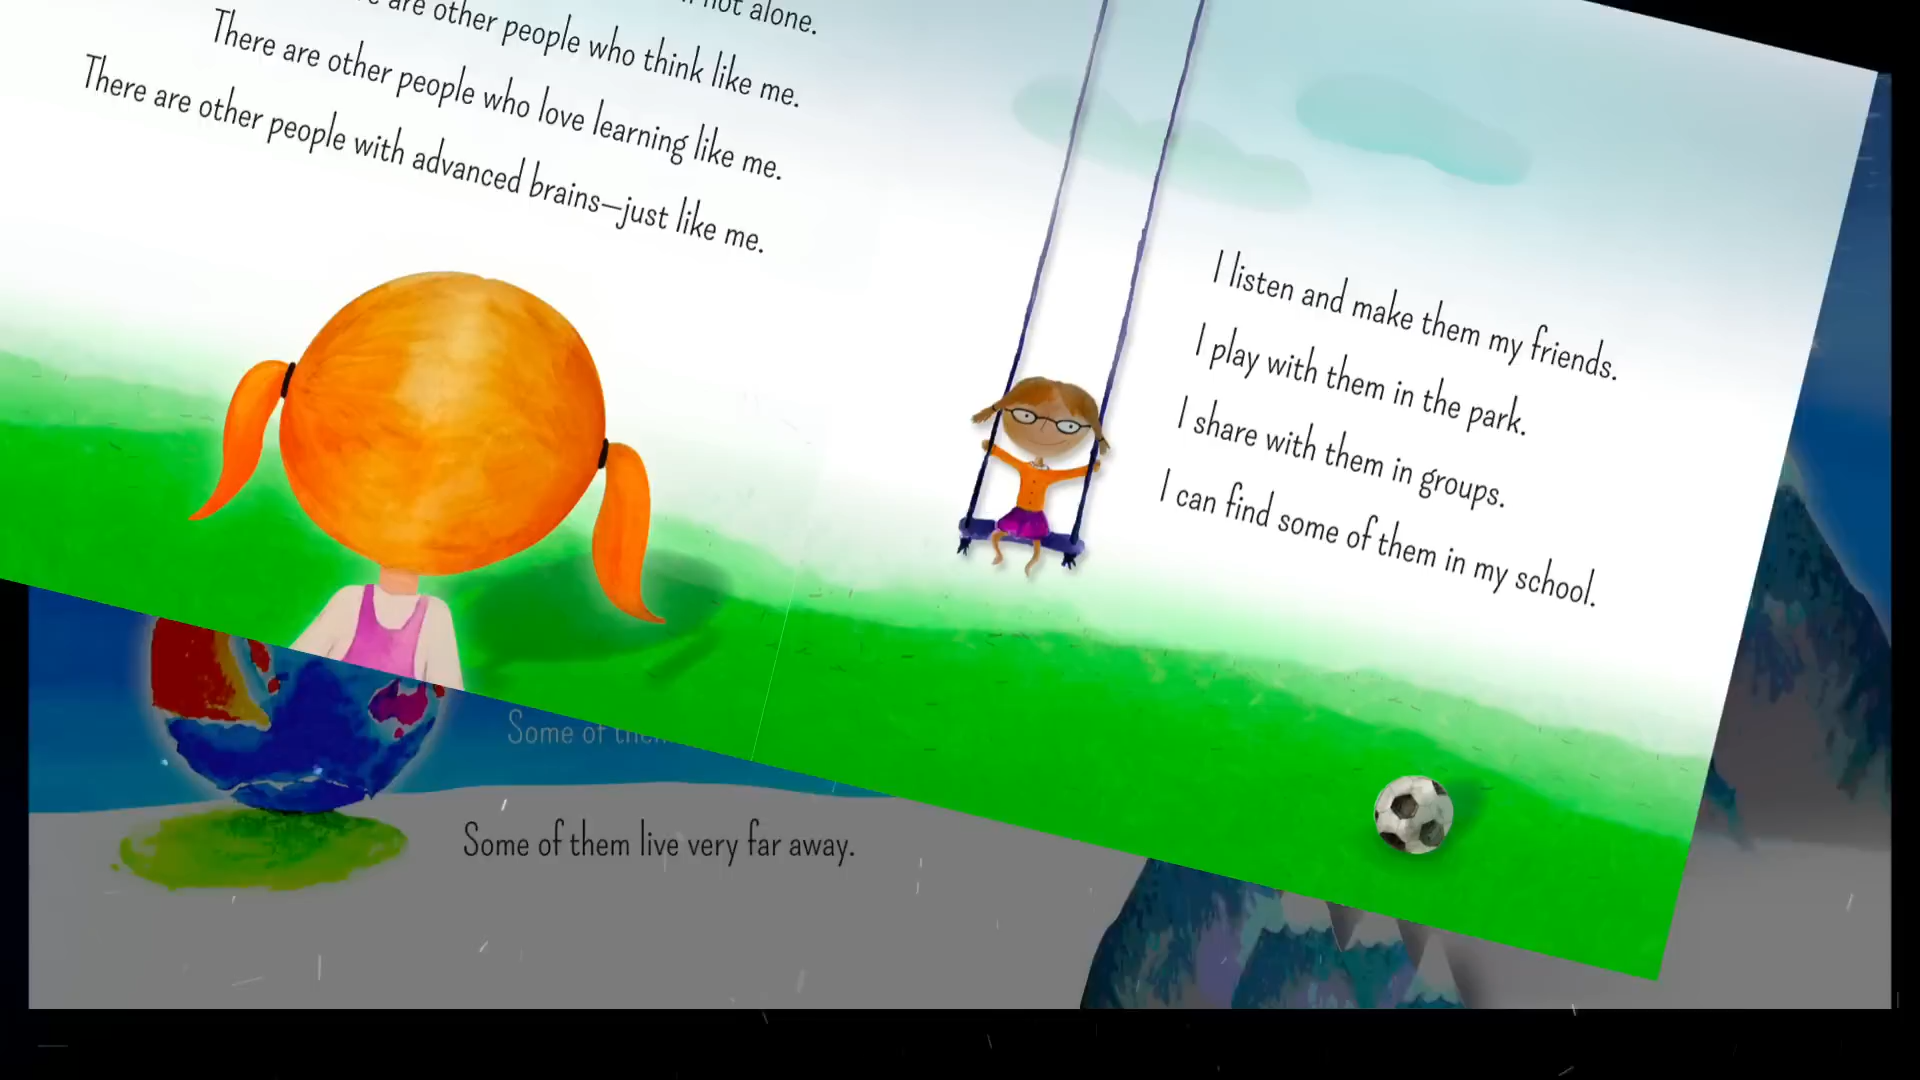 not alone.
are other people who think like me.
There are other people who love learning like me.
There are other people with advanced brains—just like me.
I listen and make them my friends.
I play with them in the park.
I share with them in groups.
I can find some of them in my school.
Some of them
Some of them live very far away.